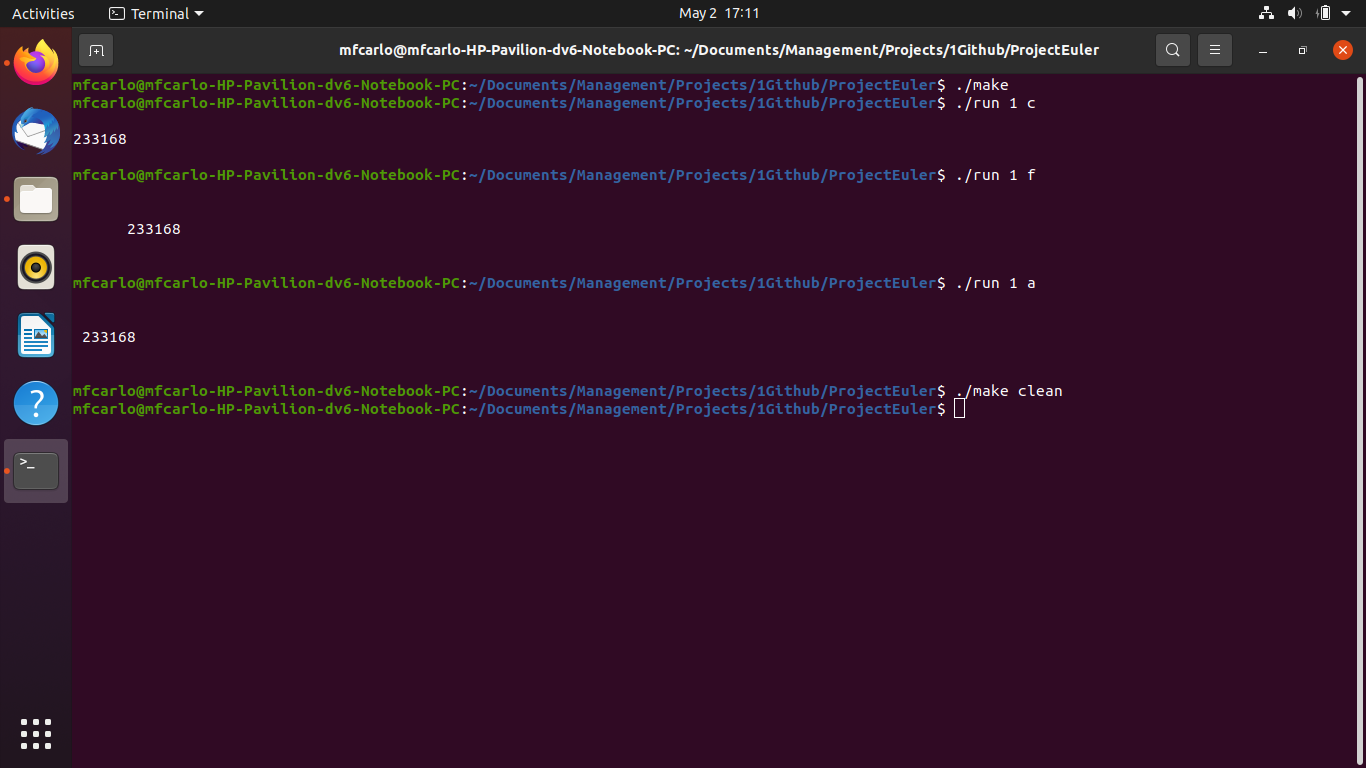 Activities Terminal May 2 17:11
mfcarlo@mfcarlo-HP-Pavilion-dv6-Notebook-PC: ~/Documents/Management/Projects/1Github/ProjectEuler
mfcarlo@mfcarlo-HP-Pavilion-dv6-Notebook-PC:~/Documents/Management/Projects/1Github/ProjectEuler$ ./make
mfcarlo@mfcarlo-HP-Pavilion-dv6-Notebook-PC:~/Documents/Management/Projects/1Github/ProjectEuler$ ./run 1 c
233168
mfcarlo@mfcarlo-HP-Pavilion-dv6-Notebook-PC:~/Documents/Management/Projects/1Github/ProjectEuler$ ./run 1 f
233168
mfcarlo@mfcarlo-HP-Pavilion-dv6-Notebook-PC:~/Documents/Management/Projects/1Github/ProjectEuler$ ./run 1 a
233168
mfcarlo@mfcarlo-HP-Pavilion-dv6-Notebook-PC:~/Documents/Management/Projects/1Github/ProjectEuler$ ./make clean
mfcarlo@mfcarlo-HP-Pavilion-dv6-Notebook-PC:~/Documents/Management/Projects/1Github/ProjectEuler$